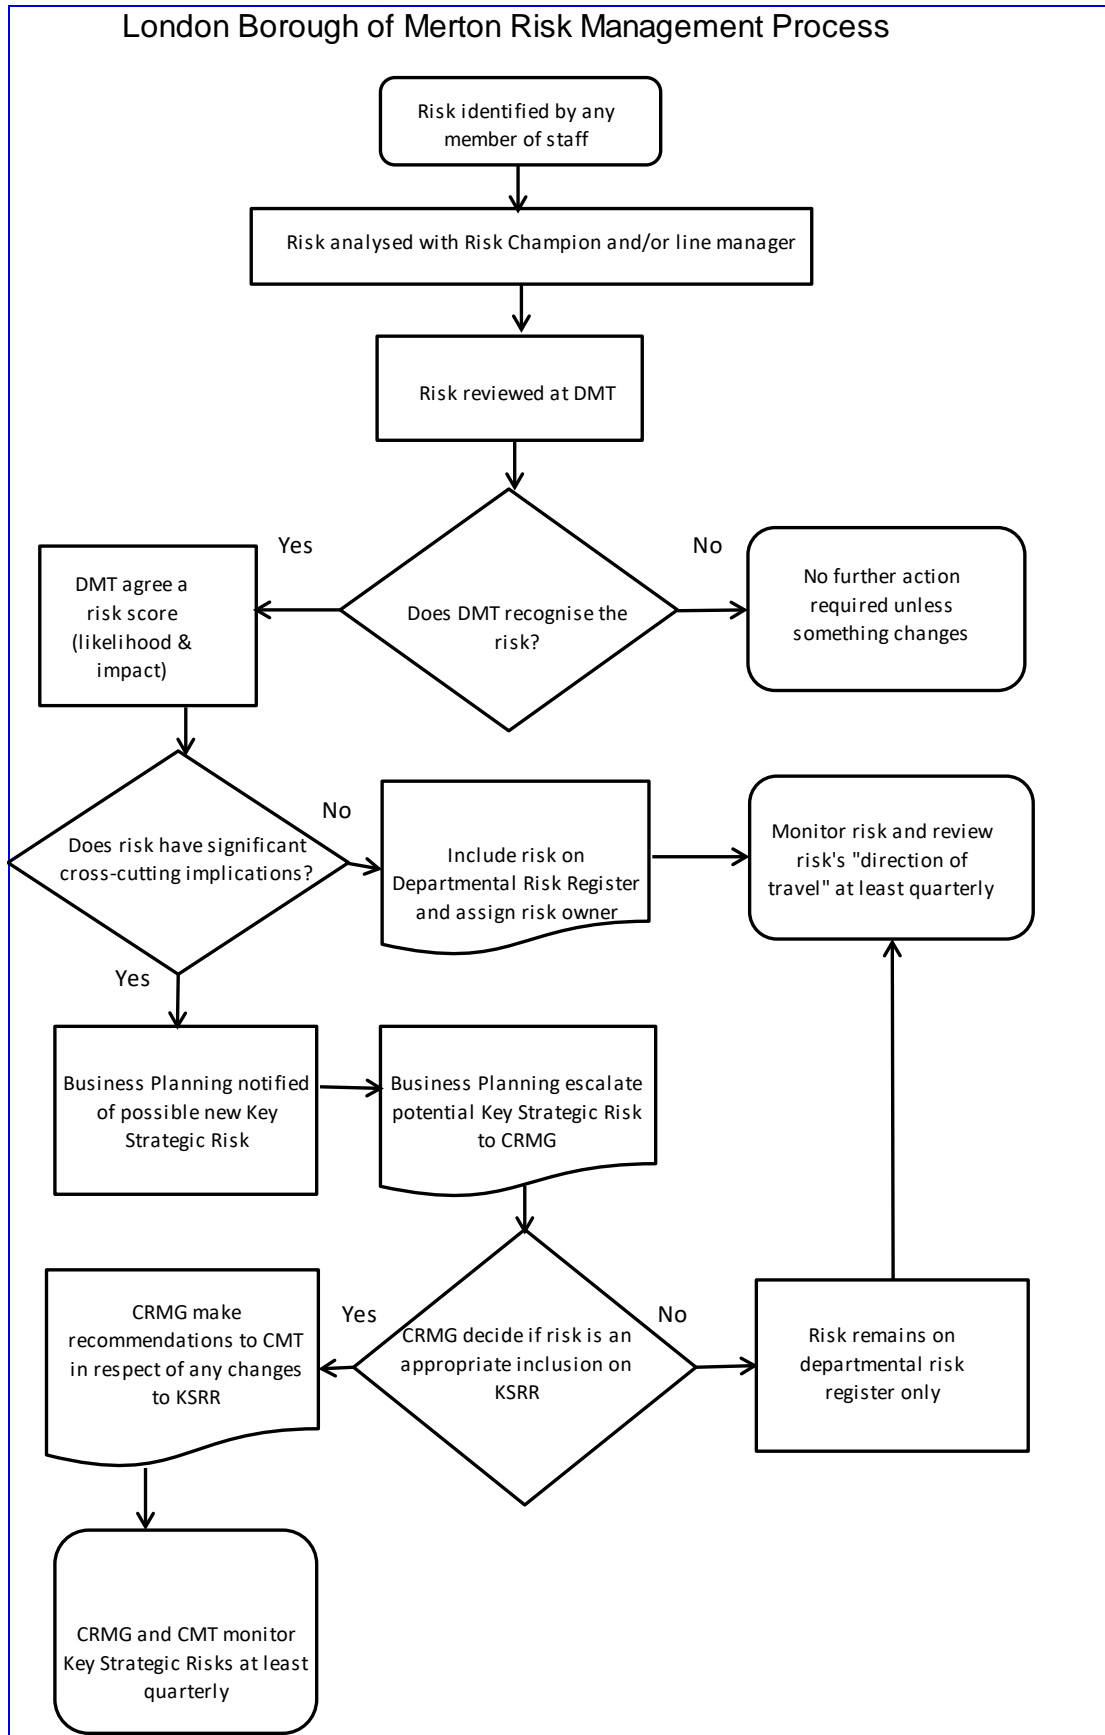 London Borough of Merton Risk Management Process
Risk identified by any
member of staff
Risk analysed with Risk Champion and/or line manager
Risk reviewed at DMT
Yes
No
DMT agree a
risk score
(likelihood &
impact)
Does DMT recognise the
risk?
No further action
required unless
something changes
No
Does risk have significant
cross-cutting implications?
Include risk on
Departmental Risk Register
and assign risk owner
Monitor risk and review
risk's "direction of
travel" at least quarterly
Yes
Business Planning notified
of possible new Key
Strategic Risk
Business Planning escalate
potential Key Strategic Risk
to CRMG
CRMG make
recommendations to CMT
in respect of any changes
to KSRR
Yes
CRMG decide if risk is an
appropriate inclusion on
KSRR
No
Risk remains on
departmental risk
register only
CRMG and CMT monitor
Key Strategic Risks at least
quarterly